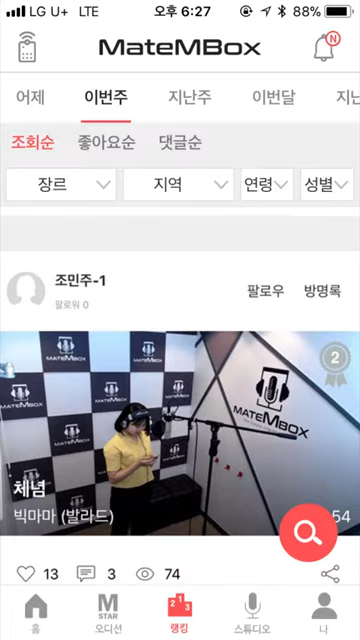 LG U+ LTE 오후 6:27 88%
MateMBox
N
어제 이번주 지난주 이번달 지난
조회순 좋아요순 댓글순
장르 지역 연령 성별
조민주-1
팔로워 0
팔로우 방명록
2
MATEMBOX
MATEMBOX
MATEMBOX
체념
빅마마 (발라드)
54
13 3 74
M
STAR
2 1 3
홈 오디션 랭킹 스튜디오 나